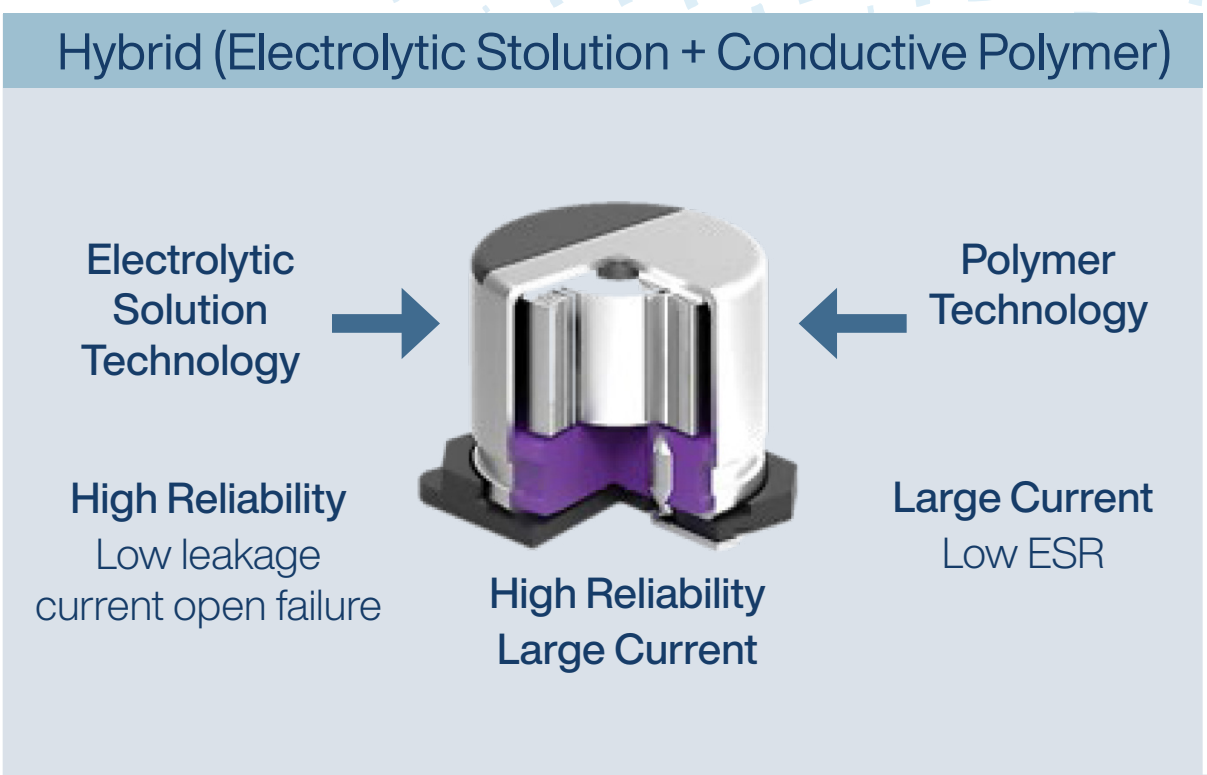 Hybrid (Electrolytic Stolution + Conductive Polymer)
Electrolytic
Solution
Technology
Polymer
Technology
High Reliability
Low leakage
current open failure
High Reliability
Large Current
Large Current
Low ESR